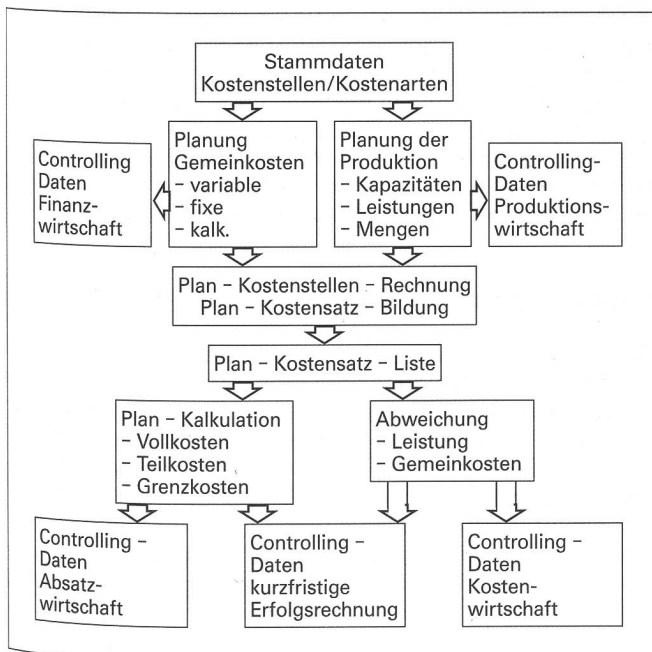 Stammdaten
Kostenstellen/Kostenarten
Controlling
Daten
Finanz-
wirtschaft
Planung
Gemeinkosten
- variable
- fixe
- kalk.
Planung der
Produktion
- Kapazitäten
- Leistungen
- Mengen
Controlling-
Daten
Produktions-
wirtschaft
Plan - Kostenstellen - Rechnung
Plan - Kostensatz - Bildung
Plan - Kostensatz - Liste
Plan - Kalkulation
- Vollkosten
- Teilkosten
- Grenzkosten
Abweichung
- Leistung
- Gemeinkosten
Controlling -
Daten
Absatz-
wirtschaft
Controlling -
Daten
kurzfristige
Erfolgsrechnung
Controlling -
Daten
Kosten-
wirtschaft